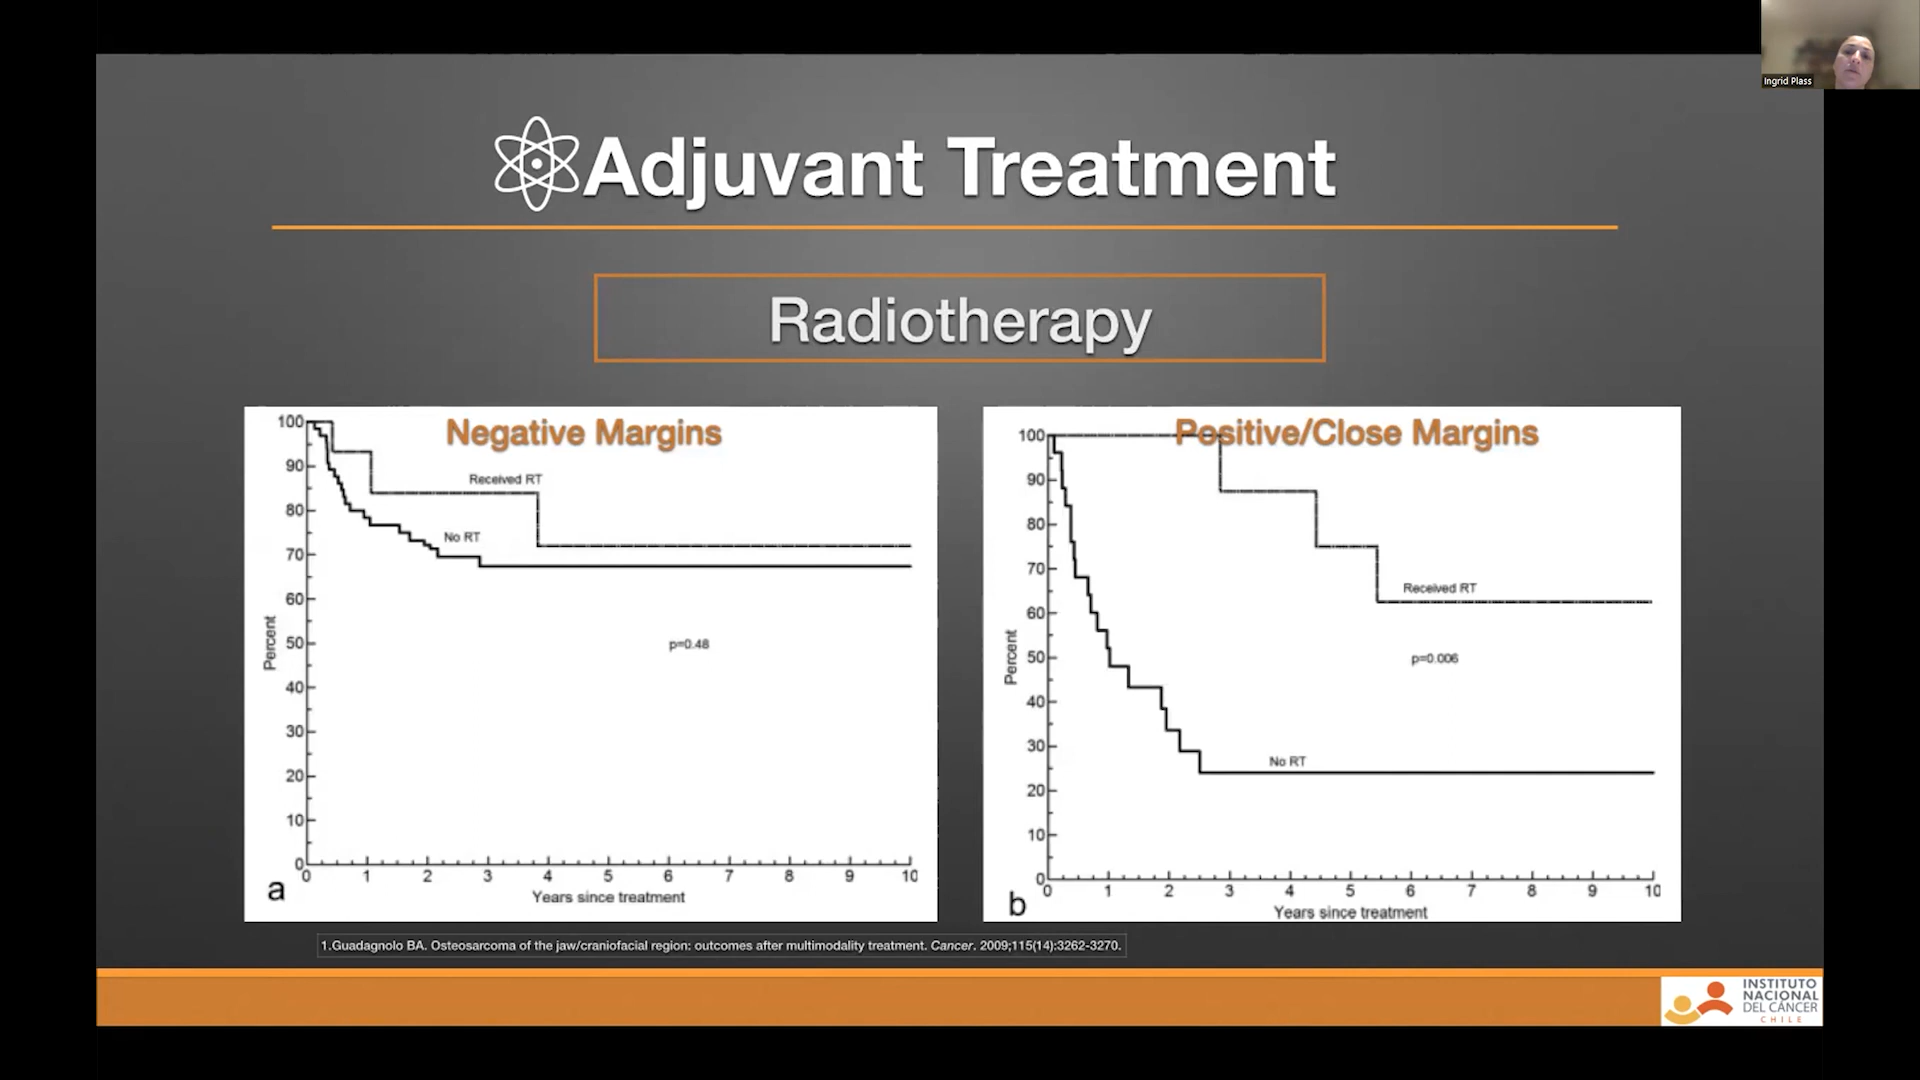 Ingrid Plass
Adjuvant Treatment
Radiotherapy
Negative Margins
100
90
80
70
60
50
40
30
20
10
0
Percent
Received RT
No RT
p=0.48
0 1 2 3 4 5 6 7 8 9 10
Years since treatment
a
Positive/Close Margins
100
90
80
70
60
50
40
30
20
10
0
Percent
Received RT
p=0.006
No RT
0 1 2 3 4 5 6 7 8 9 10
Years since treatment
b
1.Guadagnolo BA. Osteosarcoma of the jaw/craniofacial region: outcomes after multimodality treatment. Cancer. 2009;115(14):3262-3270.
INSTITUTO
NACIONAL
DEL CÁNCER
CHILE